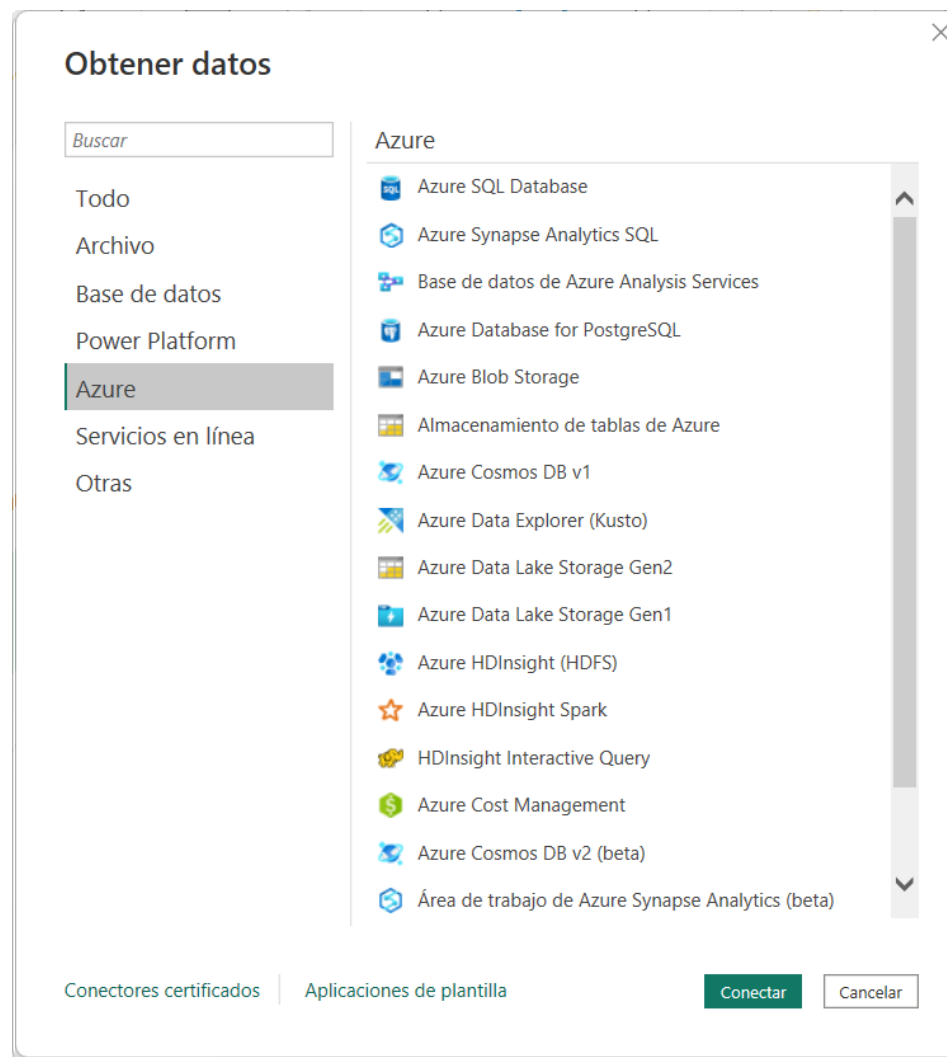 Obtener datos
Buscar
Todo
Archivo
Base de datos
Power Platform
Azure
Servicios en línea
Otras
Azure
Azure SQL Database
Azure Synapse Analytics SQL
Base de datos de Azure Analysis Services
Azure Database for PostgreSQL
Azure Blob Storage
Almacenamiento de tablas de Azure
Azure Cosmos DB v1
Azure Data Explorer (Kusto)
Azure Data Lake Storage Gen2
Azure Data Lake Storage Gen1
Azure HDInsight (HDFS)
Azure HDInsight Spark
HDInsight Interactive Query
Azure Cost Management
Azure Cosmos DB v2 (beta)
Área de trabajo de Azure Synapse Analytics (beta)
Conectores certificados
Aplicaciones de plantilla
Conectar
Cancelar